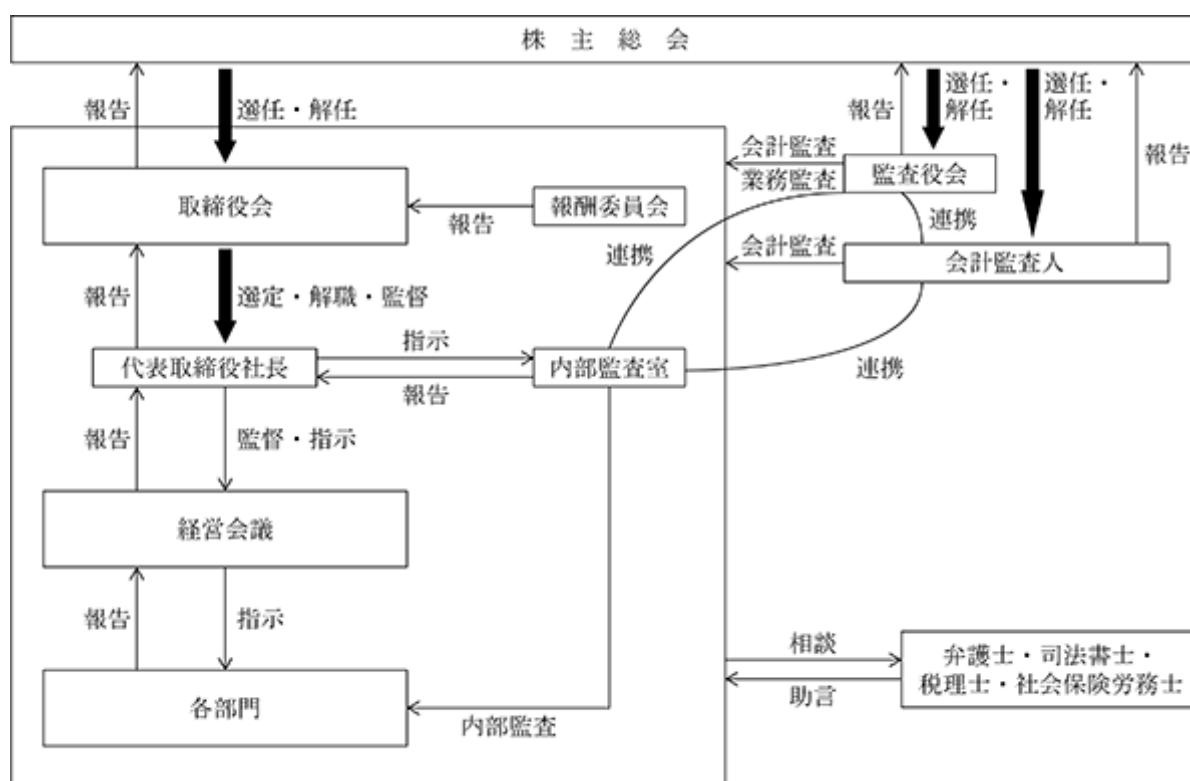 株 主 総 会
報告
選任・解任
報告
選任・
解任
選任・
解任
報告
会計監査
業務監査
監査役会
取締役会
報告
報酬委員会
連携
連携
会計監査
会計監査人
報告
選定・解職・監督
指示
代表取締役社長
内部監査室
報告
連携
報告
監督・指示
経営会議
報告
指示
相談
弁護士・司法書士・
税理士・社会保険労務士
助言
各部門
内部監査